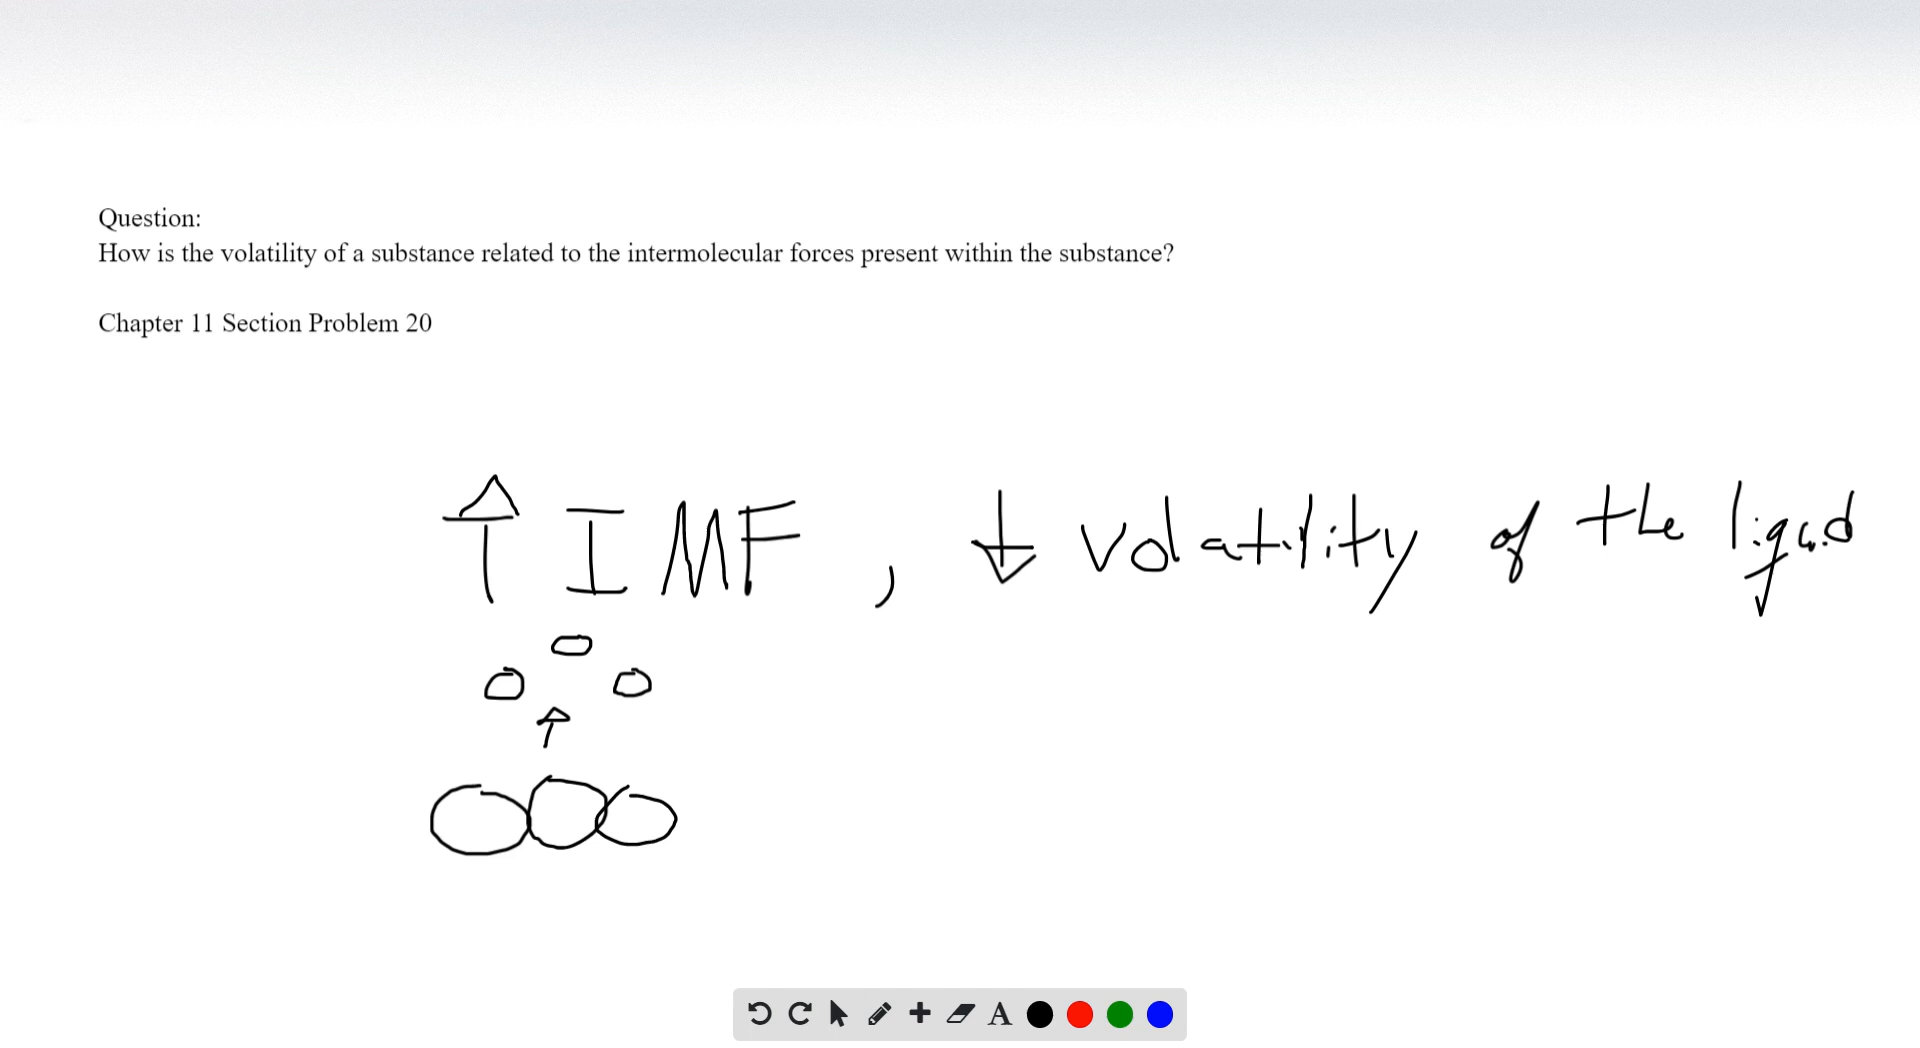 Question:
How is the volatility of a substance related to the intermolecular forces present within the substance?
Chapter 11 Section Problem 20
↑ IMF, ↓ volatility of the liquid
A